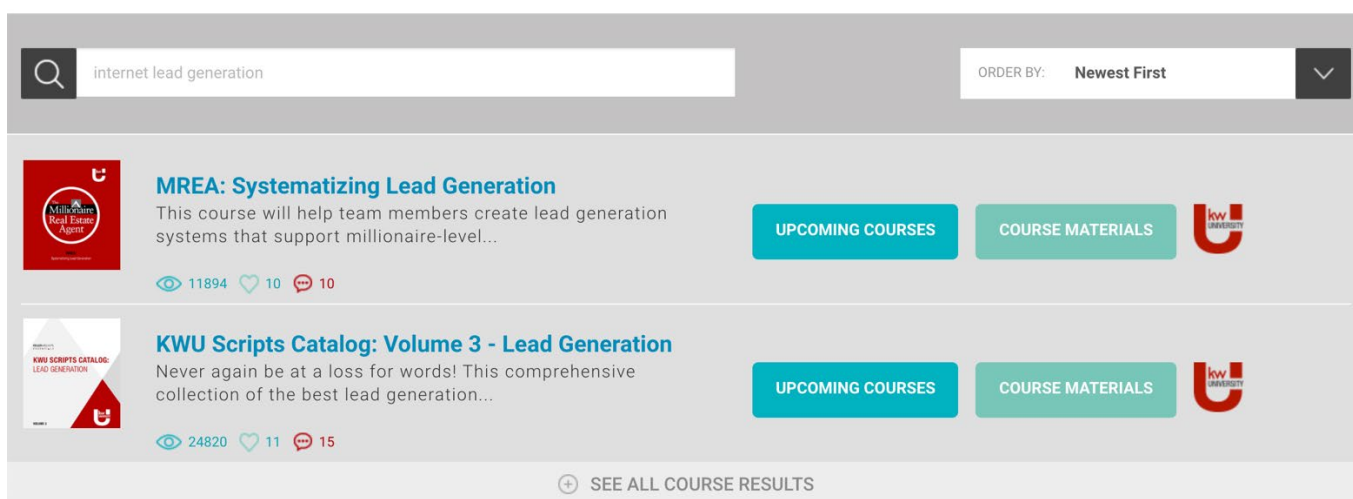 internet lead generation
ORDER BY: Newest First
The
Millionaire
Real Estate
Agent
MREA: Systematizing Lead Generation
This course will help team members create lead generation
systems that support millionaire-level...
11894 10 10
UPCOMING COURSES
COURSE MATERIALS
kw
UNIVERSITY
KWU SCRIPTS CATALOG:
LEAD GENERATION
VOLUME 3
KWU Scripts Catalog: Volume 3 - Lead Generation
Never again be at a loss for words! This comprehensive
collection of the best lead generation...
24820 11 15
UPCOMING COURSES
COURSE MATERIALS
kw
UNIVERSITY
SEE ALL COURSE RESULTS